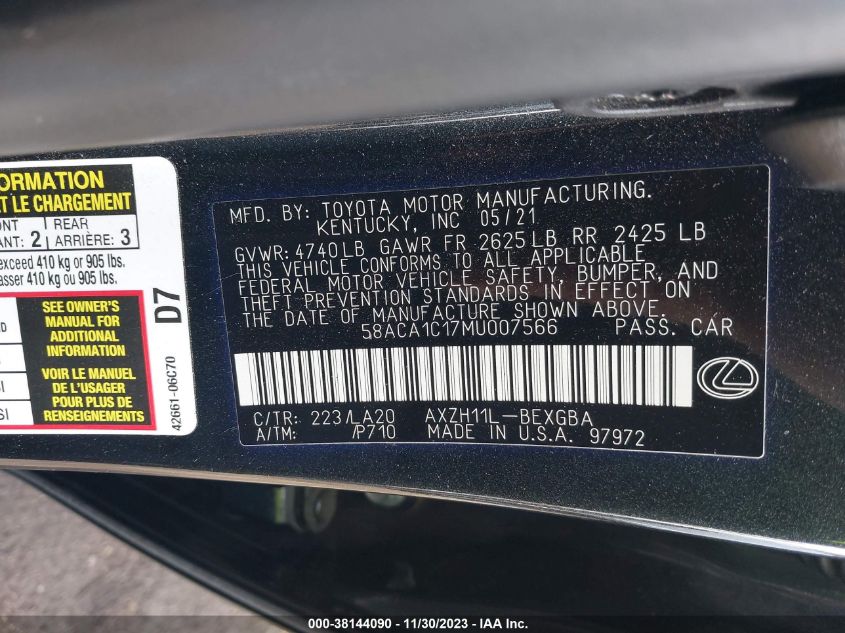 ORMATION
ET LE CHARGEMENT
NT REAR
ANT: 2 ARRIÈRE: 3
exceed 410 kg or 905 lbs.
asser 410 kg ou 905 lbs.
SEE OWNER'S
MANUAL FOR
ADDITIONAL
INFORMATION
VOIR LE MANUEL
DE L'USAGER
POUR PLUS DE
RENSEIGNEMENTS
D7
42661-06C70
MFD. BY: TOYOTA MOTOR MANUFACTURING.
KENTUCKY, INC 05/21
GVWR: 4740LB GAWR FR 2625LB RR 2425 LB
THIS VEHICLE CONFORMS TO ALL APPLICABLE
FEDERAL MOTOR VEHICLE SAFETY, BUMPER, AND
THEFT PREVENTION STANDARDS IN EFFECT ON
THE DATE OF MANUFACTURE SHOWN ABOVE.
58ACA1C17MU007566 PASS. CAR
C/TR: 223/LA20 AXZH11L-BEXGBA
A/TM: /P710 MADE IN U.S.A. 97972
000-38144090 - 11/30/2023 - IAAI.COM